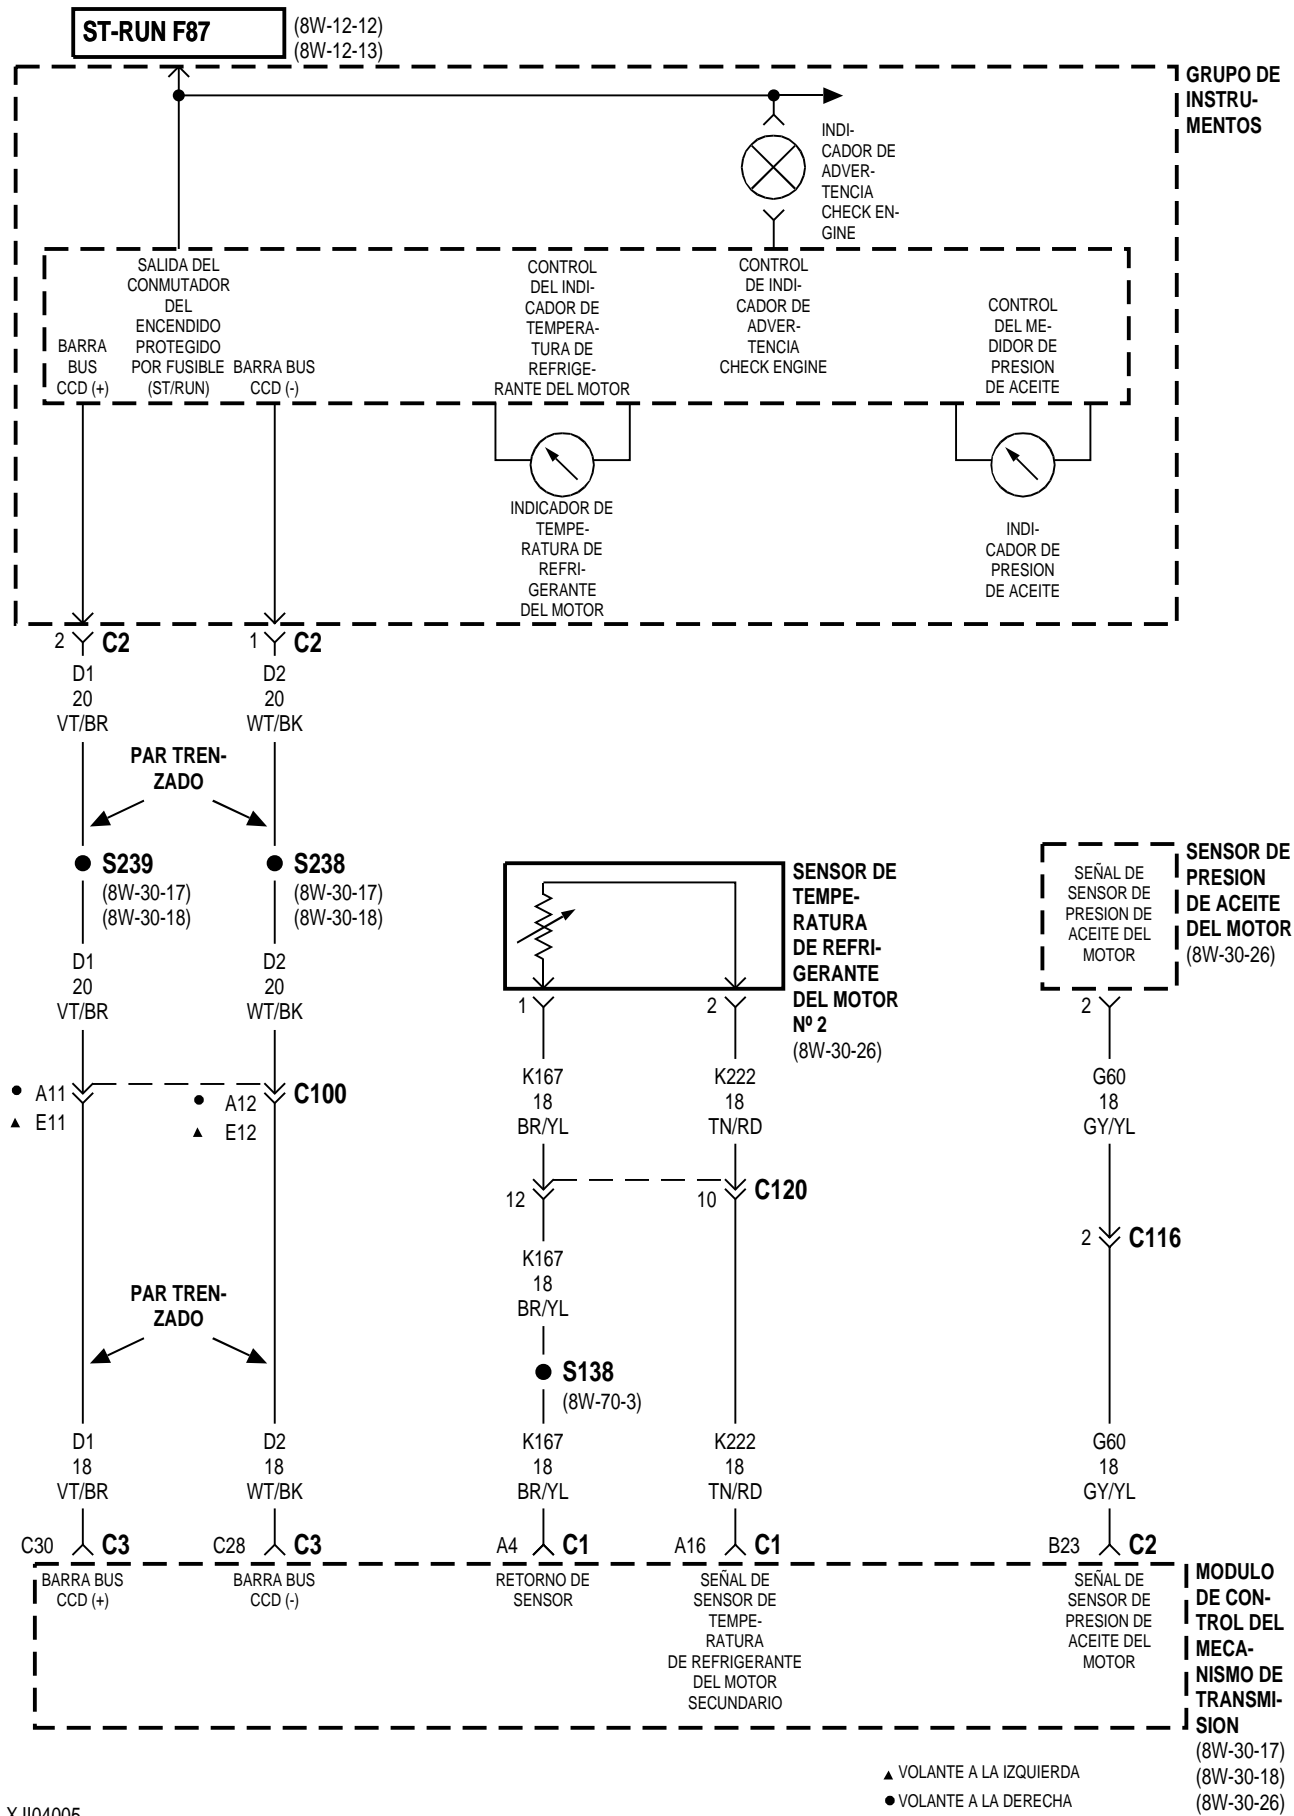 ST-RUN F87
(8W-12-12)
(8W-12-13)
GRUPO DE
INSTRU-
MENTOS
INDI-
CADOR DE
ADVER-
TENCIA
CHECK EN-
GINE
BARRA
BUS
CCD (+)
SALIDA DEL
CONMUTADOR
DEL
ENCENDIDO
PROTEGIDO
POR FUSIBLE
(ST/RUN)
BARRA BUS
CCD (-)
CONTROL
DEL INDI-
CADOR DE
TEMPERA-
TURA DE
REFRIGE-
RANTE DEL MOTOR
CONTROL
DE INDI-
CADOR DE
ADVER-
TENCIA
CHECK ENGINE
CONTROL
DEL ME-
DIDOR DE
PRESION
DE ACEITE
INDICADOR DE
TEMPE-
RATURA DE
REFRI-
GERANTE
DEL MOTOR
INDI-
CADOR DE
PRESION
DE ACEITE
2 C2
1 C2
D1
20
VT/BR
D2
20
WT/BK
PAR TREN-
ZADO
S239
(8W-30-17)
(8W-30-18)
S238
(8W-30-17)
(8W-30-18)
D1
20
VT/BR
D2
20
WT/BK
SENSOR DE
TEMPE-
RATURA
DE REFRI-
GERANTE
DEL MOTOR
Nº 2
(8W-30-26)
SEÑAL DE
SENSOR DE
PRESION DE
ACEITE DEL
MOTOR
SENSOR DE
PRESION
DE ACEITE
DEL MOTOR
(8W-30-26)
1
2
2
● A11
▲ E11
● A12
▲ E12
C100
K167
18
BR/YL
K222
18
TN/RD
G60
18
GY/YL
12
10
C120
2 C116
K167
18
BR/YL
PAR TREN-
ZADO
S138
(8W-70-3)
D1
18
VT/BR
D2
18
WT/BK
K167
18
BR/YL
K222
18
TN/RD
G60
18
GY/YL
C30 C3
C28 C3
A4 C1
A16 C1
B23 C2
BARRA BUS
CCD (+)
BARRA BUS
CCD (-)
RETORNO DE
SENSOR
SEÑAL DE
SENSOR DE
TEMPE-
RATURA
DE REFRIGERANTE
DEL MOTOR
SECUNDARIO
SEÑAL DE
SENSOR DE
PRESION DE
ACEITE DEL
MOTOR
MODULO
DE CON-
TROL DEL
MECA-
NISMO DE
TRANSMI-
SION
(8W-30-17)
(8W-30-18)
(8W-30-26)
▲ VOLANTE A LA IZQUIERDA
● VOLANTE A LA DERECHA